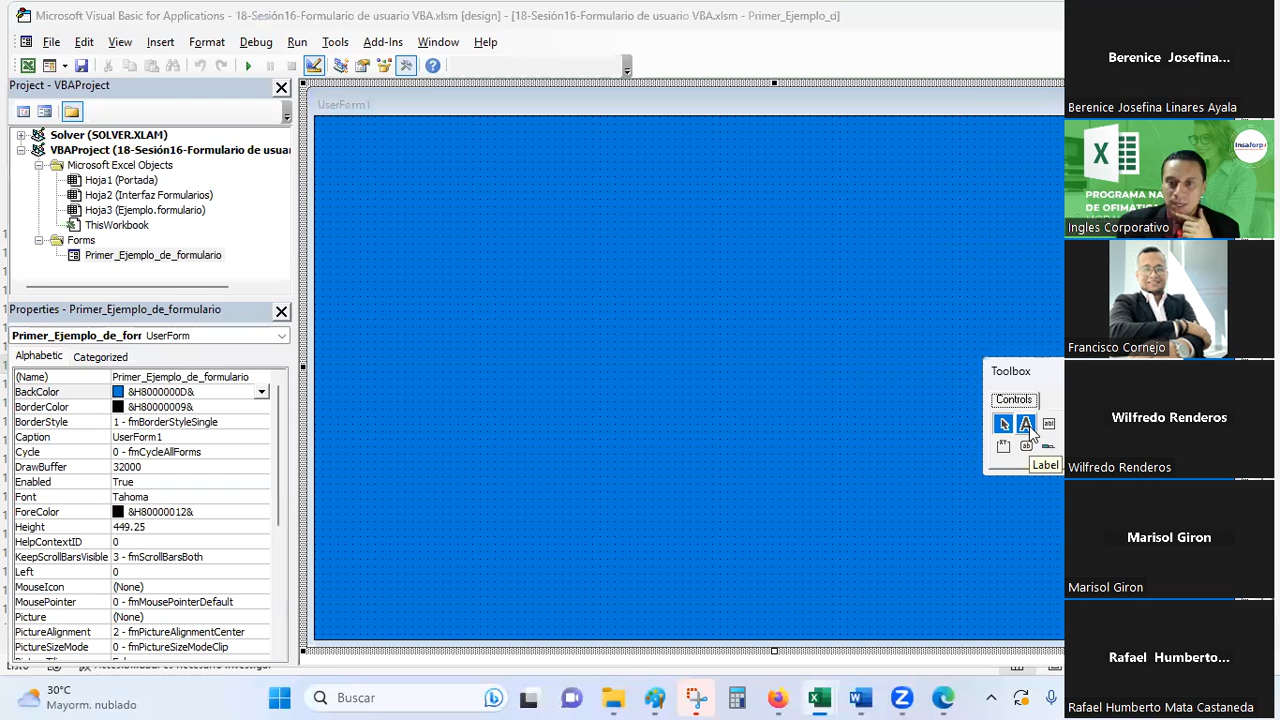 Microsoft Visual Basic for Applications - 18-Sesión16-Formulario de usuario VBA.xlsm [design] - [18-Sesión16-Formulario de usuario VBA.xlsm - Primer_Ejemplo_d]
File Edit View Insert Format Debug Run Tools Add-Ins Window Help
Project - VBAProject
Solver (SOLVER.XLAM)
VBAProject (18-Sesión16-Formulario de usuar
Microsoft Excel Objects
Hoja1 (Portada)
Hoja2 (Interfaz Formularios)
Hoja3 (Ejemplo.formulario)
ThisWorkbook
Forms
Primer_Ejemplo_de_formulario
Properties - Primer_Ejemplo_de_formulario
Primer_Ejemplo_de_forr UserForm
Alphabetic Categorized
(Name) Primer_Ejemplo_de_formulario
BackColor &H8000000D&
BorderColor &H80000009&
BorderStyle 1 - fmBorderStyleSingle
Caption UserForm1
Cycle 0 - fmCycleAllForms
DrawBuffer 32000
Enabled True
Font Tahoma
ForeColor &H80000012&
Height 449.25
HelpContextID 0
KeepScrollBarsVisible 3 - fmScrollBarsBoth
Left 0
MouseIcon (None)
MousePointer 0 - fmMousePointerDefault
Picture (None)
PictureAlignment 2 - fmPictureAlignmentCenter
PictureSizeMode 0 - fmPictureSizeModeClip
UserForm1
Toolbox
Controls
A
Label
Berenice Josefina...
Berenice Josefina Linares Ayala
X
Insaforp
PROGRAMA NA
DE OFIMATICA
Ingles Corporativo
Francisco Cornejo
Wilfredo Renderos
Wilfredo Renderos
Marisol Giron
Marisol Giron
Rafael Humberto...
Rafael Humberto Mata Castaneda
30°C
Mayorm. nublado
Buscar